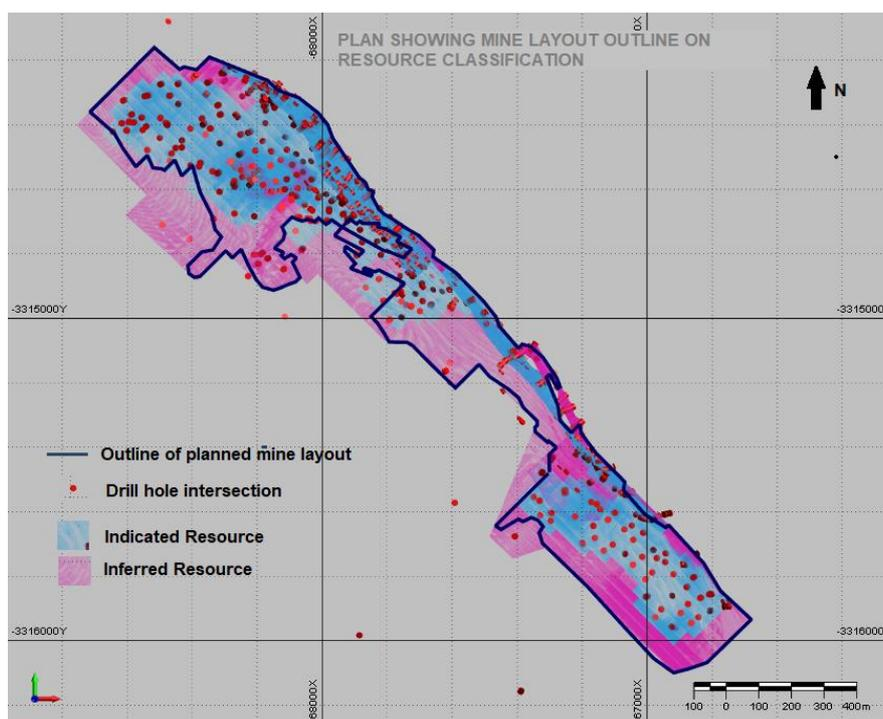 PLAN SHOWING MINE LAYOUT OUTLINE ON
RESOURCE CLASSIFICATION
N
-68000X
0X
-3315000Y
-3315000
Outline of planned mine layout
Drill hole intersection
Indicated Resource
Inferred Resource
-3316000Y
-3316000
68000X
67000X
100 0 100 200 300 400m